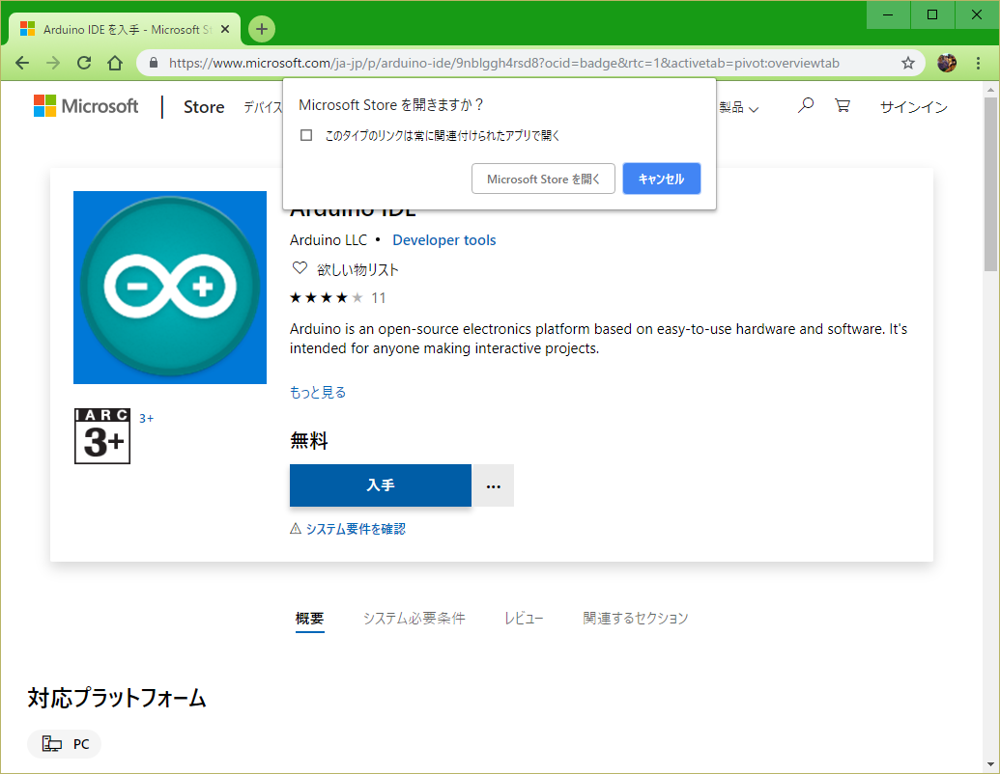 Arduino IDE を入手 - Microsoft St
https://www.microsoft.com/ja-jp/p/arduino-ide/9nblggh4rsd8?ocid=badge&rtc=1&activetab=pivot:overviewtab
Microsoft Store デバイス 製品 サインイン
Microsoft Store を開きますか？
このタイプのリンクは常に関連付けられたアプリで開く
Microsoft Store を開く キャンセル
Arduino IDE
Arduino LLC • Developer tools
欲しい物リスト
11
Arduino is an open-source electronics platform based on easy-to-use hardware and software. It's
intended for anyone making interactive projects.
もっと見る
IARC
3+
3+
無料
入手 ...
システム要件を確認
概要 システム必要条件 レビュー 関連するセクション
対応プラットフォーム
PC